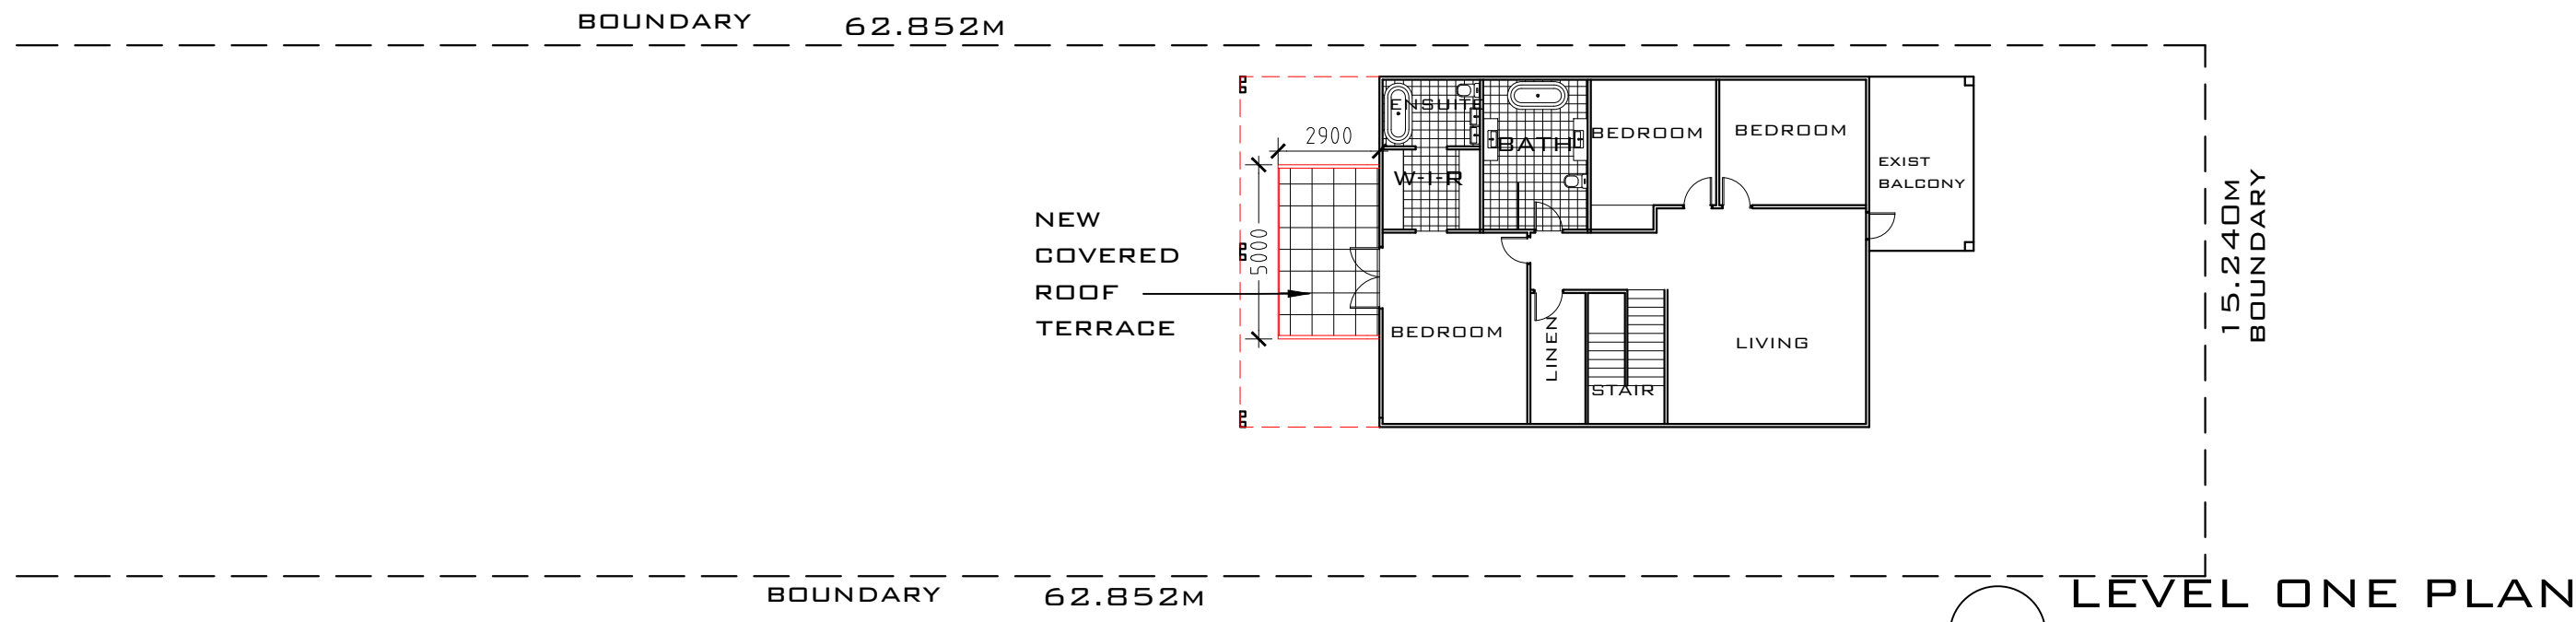 BOUNDARY 62.852M
ENSUITE
2900
BATH
BEDROOM
BEDROOM
EXIST
BALCONY
W-I-R
15.240M
BOUNDARY
NEW
COVERED
ROOF
TERRACE
5000
BEDROOM
LINEN
STAIR
LIVING
BOUNDARY 62.852M
LEVEL ONE PLAN